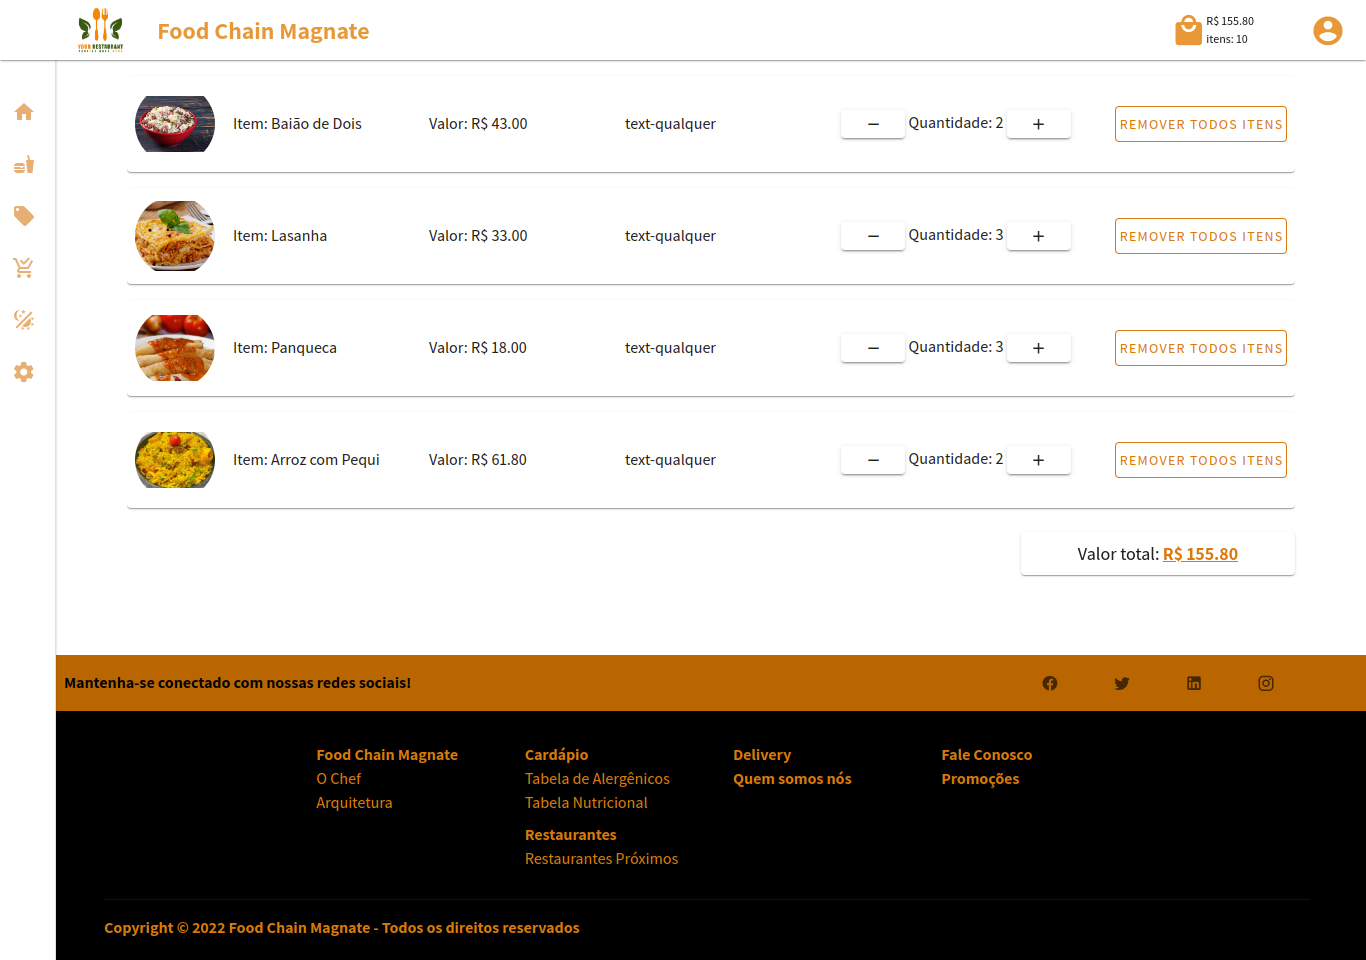 Food Chain Magnate
R$ 155.80
itens: 10
YOUR RESTAURANT
Item: Baião de Dois Valor: R$ 43.00 text-qualquer − Quantidade: 2 + REMOVER TODOS ITENS
Item: Lasanha Valor: R$ 33.00 text-qualquer − Quantidade: 3 + REMOVER TODOS ITENS
Item: Panqueca Valor: R$ 18.00 text-qualquer − Quantidade: 3 + REMOVER TODOS ITENS
Item: Arroz com Pequi Valor: R$ 61.80 text-qualquer − Quantidade: 2 + REMOVER TODOS ITENS
Valor total: R$ 155.80
Mantenha-se conectado com nossas redes sociais!
Food Chain Magnate
O Chef
Arquitetura
Cardápio
Tabela de Alergênicos
Tabela Nutricional
Restaurantes
Restaurantes Próximos
Delivery
Quem somos nós
Fale Conosco
Promoções
Copyright © 2022 Food Chain Magnate - Todos os direitos reservados